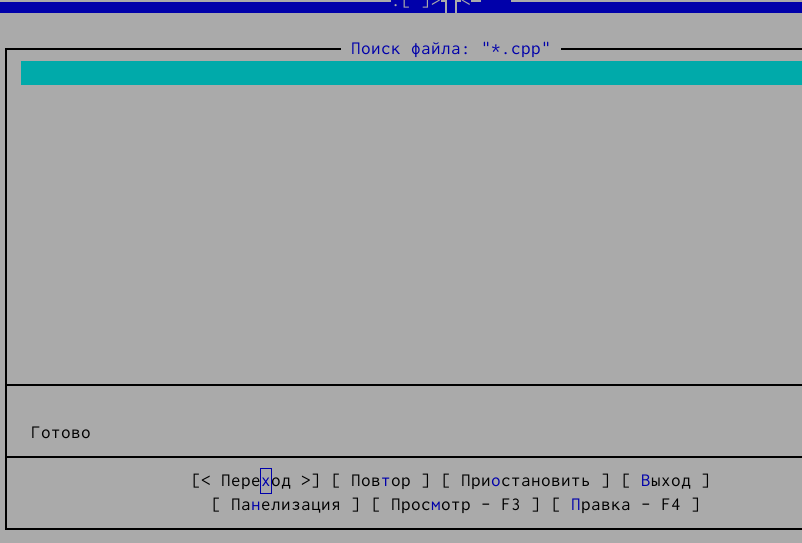 Поиск файла: "*.cpp"
Готово
[< Переход >] [ Повтор ] [ Приостановить ] [ Выход ]
[ Панелизация ] [ Просмотр - F3 ] [ Правка - F4 ]